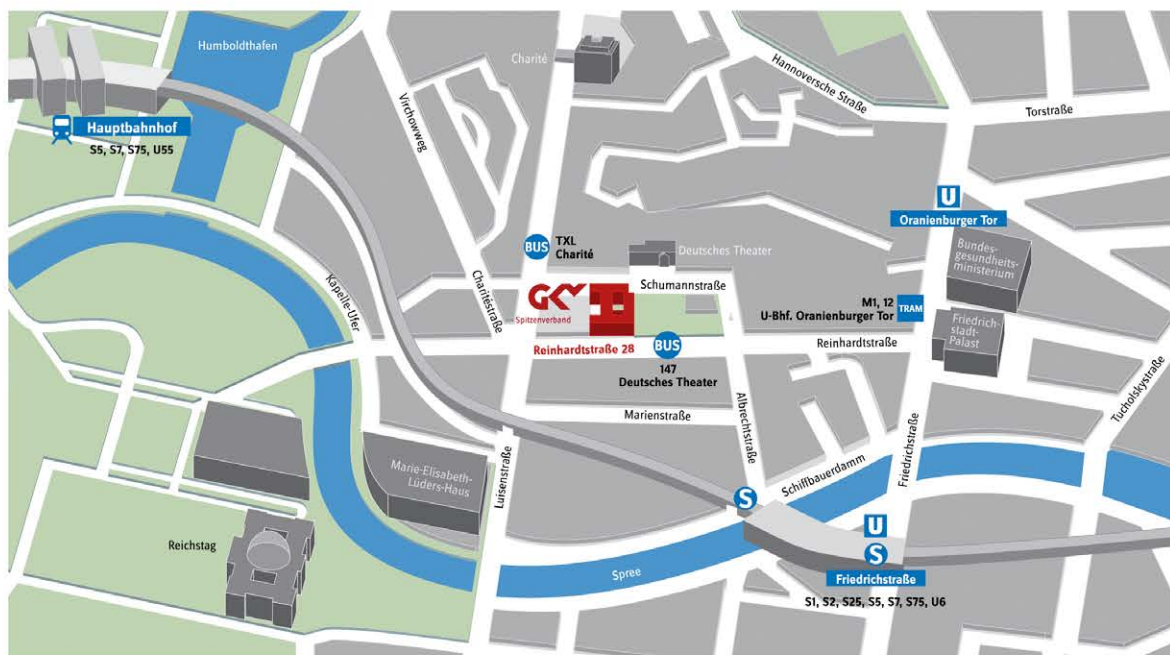 Humboldthafen
Charité
Hannoversche Straße
Torstraße
Virchowweg
Hauptbahnhof
S5, S7, S75, U55
U
Oranienburger Tor
BUS
TXL
Charité
Deutsches Theater
Bundes-
gesundheits-
ministerium
Kapelle-Ufer
Charitéstraße
Schumannstraße
GKV
Spitzenverband
M1, 12
U-Bhf. Oranienburger Tor
TRAM
Friedrich-
stadt-
Palast
Reinhardtstraße 28
BUS
Reinhardtstraße
147
Deutsches Theater
Tucholskystraße
Marienstraße
Albrechtstraße
Luisenstraße
Marie-Elisabeth-
Lüders-Haus
Schiffbauerdamm
Friedrichstraße
S
U
S
Reichstag
Spree
Friedrichstraße
S1, S2, S25, S5, S7, S75, U6